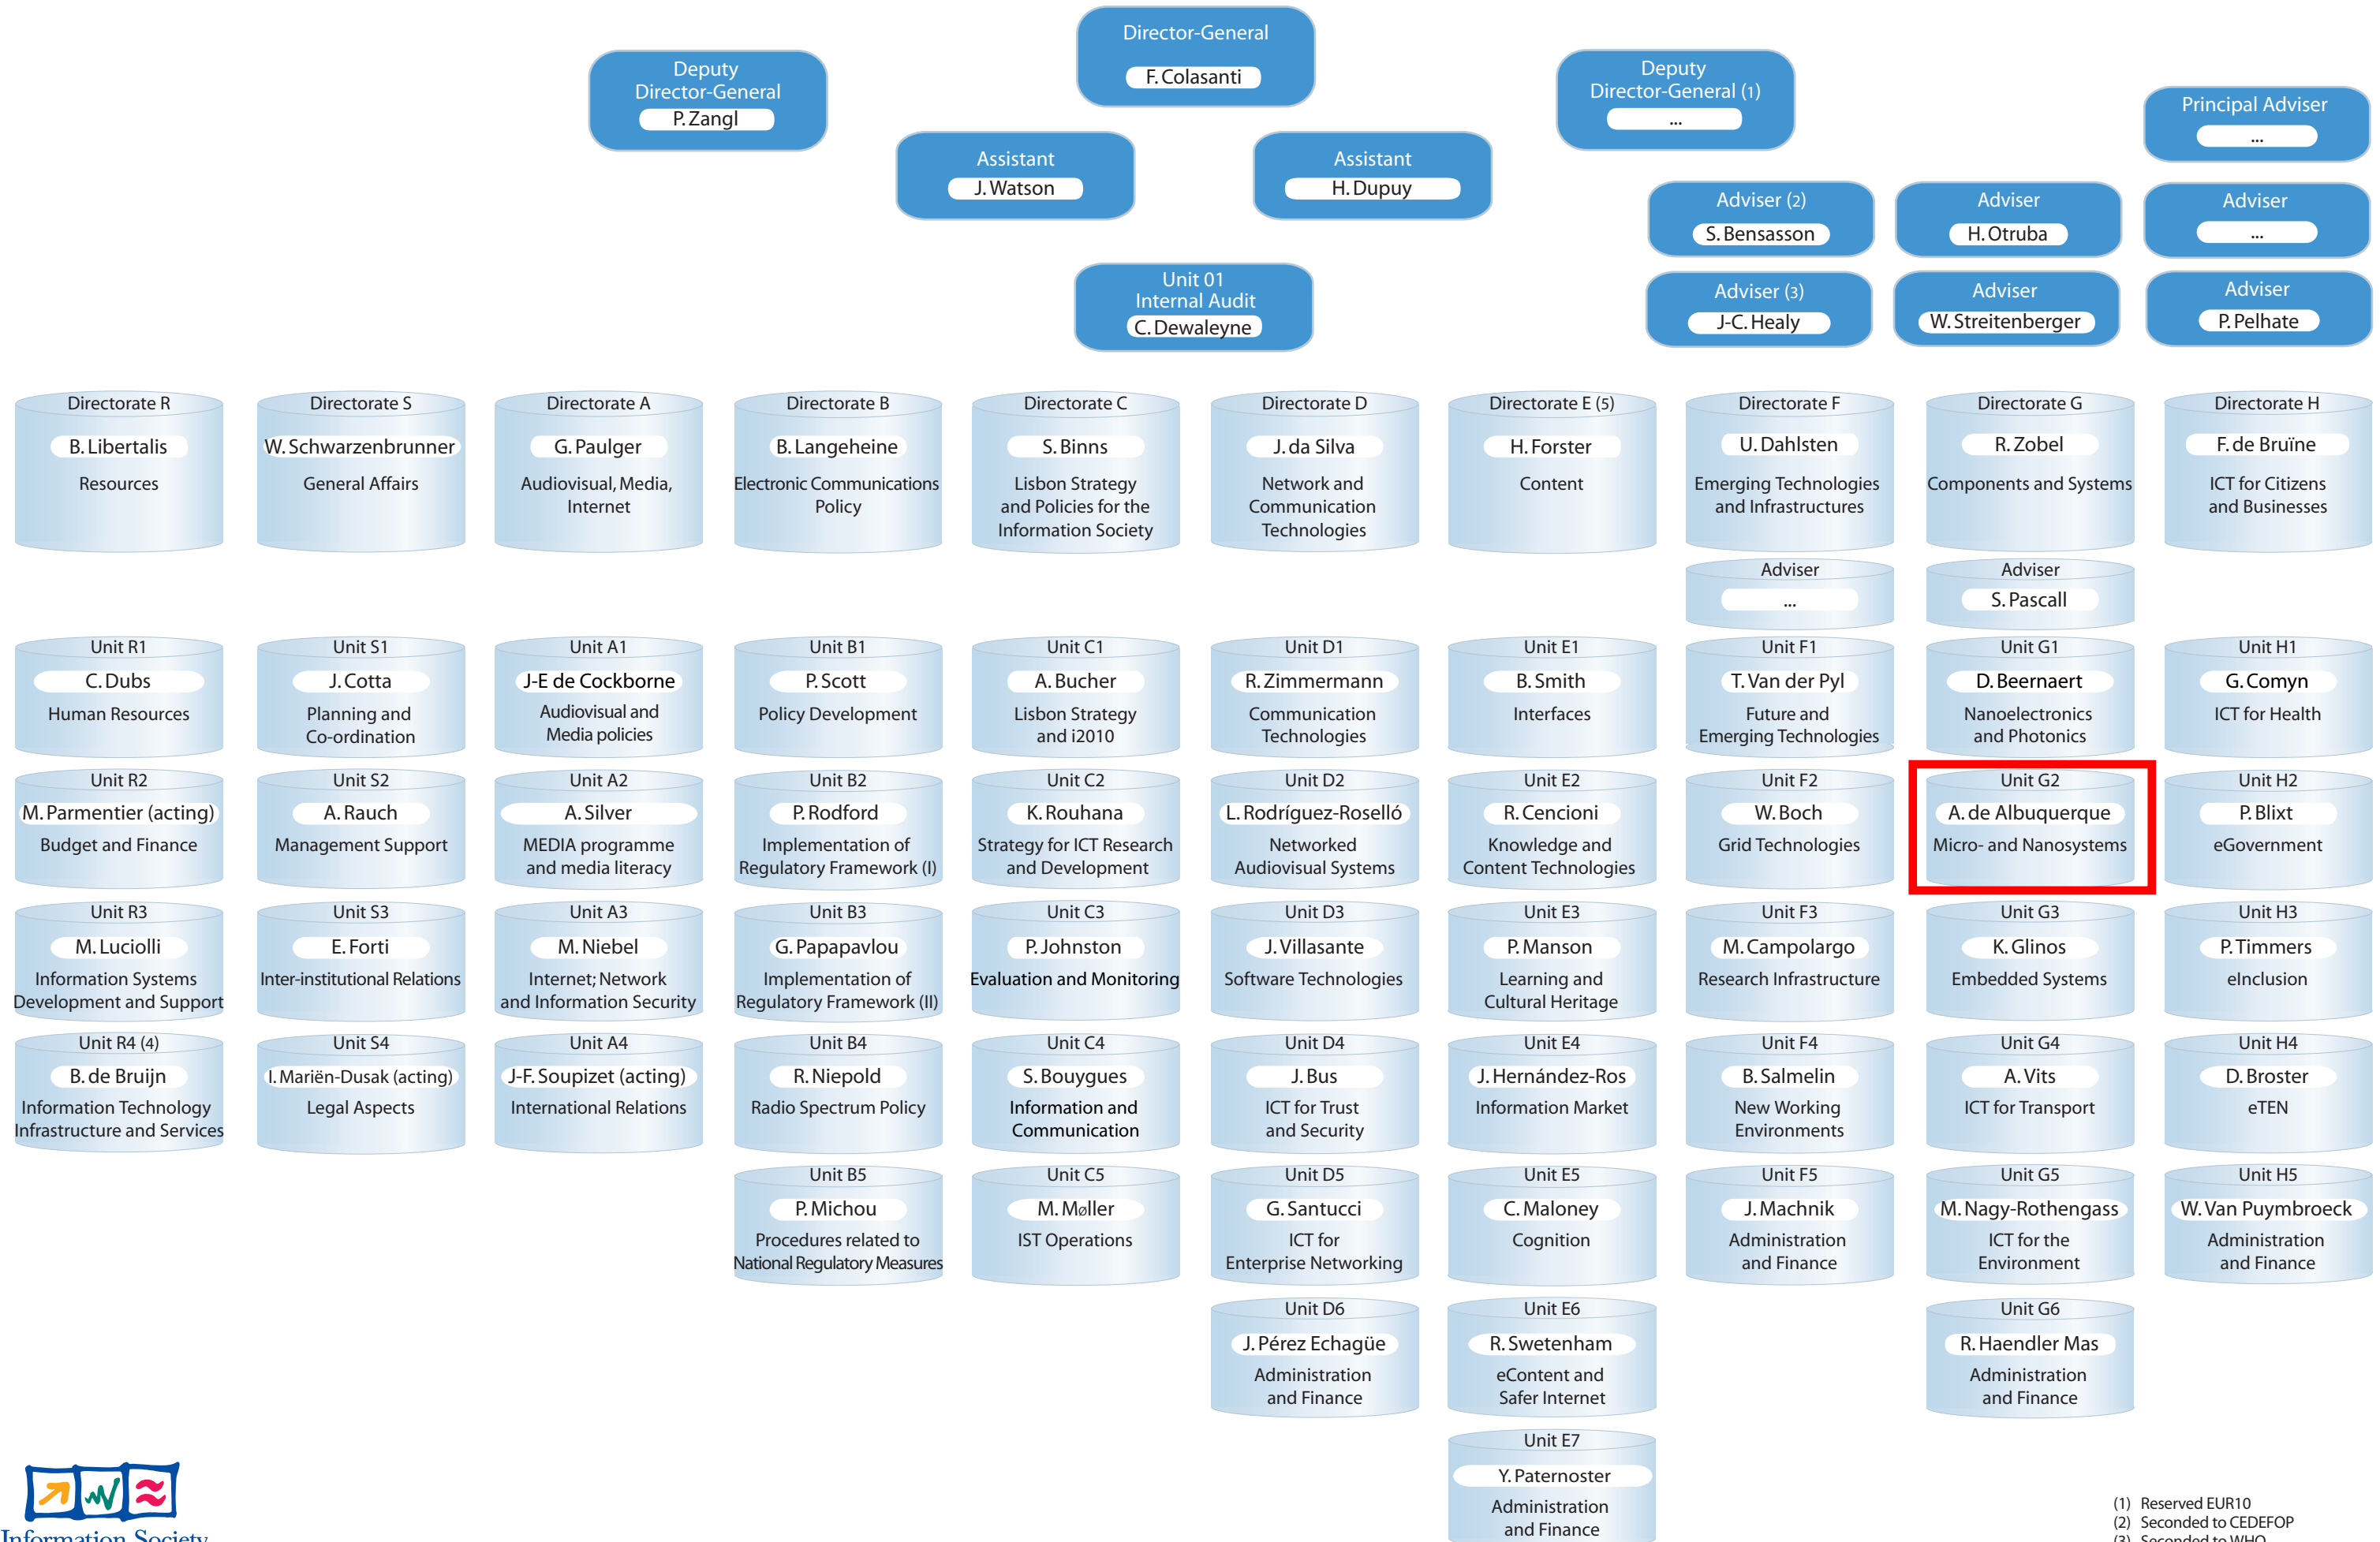 Director-General
F. Colasanti
Deputy
Director-General
P. Zangl
Deputy
Director-General (1)
...
Principal Adviser
...
Assistant
J. Watson
Assistant
H. Dupuy
Adviser (2)
S. Bensasson
Adviser
H. Otruba
Adviser
...
Unit 01
Internal Audit
C. Dewaleyne
Adviser (3)
J-C. Healy
Adviser
W. Streitenberger
Adviser
P. Pelhate
Directorate R
B. Libertalis
Resources
Directorate S
W. Schwarzenbrunner
General Affairs
Directorate A
G. Paulger
Audiovisual, Media,
Internet
Directorate B
B. Langeheine
Electronic Communications
Policy
Directorate C
S. Binns
Lisbon Strategy
and Policies for the
Information Society
Directorate D
J. da Silva
Network and
Communication
Technologies
Directorate E (5)
H. Forster
Content
Directorate F
U. Dahlsten
Emerging Technologies
and Infrastructures
Directorate G
R. Zobel
Components and Systems
Directorate H
F. de Bruïne
ICT for Citizens
and Businesses
Adviser
...
Adviser
S. Pascall
Unit R1
C. Dubs
Human Resources
Unit S1
J. Cotta
Planning and
Co-ordination
Unit A1
J-E de Cockborne
Audiovisual and
Media policies
Unit B1
P. Scott
Policy Development
Unit C1
A. Bucher
Lisbon Strategy
and i2010
Unit D1
R. Zimmermann
Communication
Technologies
Unit E1
B. Smith
Interfaces
Unit F1
T. Van der Pyl
Future and
Emerging Technologies
Unit G1
D. Beernaert
Nanoelectronics
and Photonics
Unit H1
G. Comyn
ICT for Health
Unit R2
M. Parmentier (acting)
Budget and Finance
Unit S2
A. Rauch
Management Support
Unit A2
A. Silver
MEDIA programme
and media literacy
Unit B2
P. Rodford
Implementation of
Regulatory Framework (I)
Unit C2
K. Rouhana
Strategy for ICT Research
and Development
Unit D2
L. Rodríguez-Roselló
Networked
Audiovisual Systems
Unit E2
R. Cencioni
Knowledge and
Content Technologies
Unit F2
W. Boch
Grid Technologies
Unit G2
A. de Albuquerque
Micro- and Nanosystems
Unit H2
P. Blixt
eGovernment
Unit R3
M. Luciolli
Information Systems
Development and Support
Unit S3
E. Forti
Inter-institutional Relations
Unit A3
M. Niebel
Internet; Network
and Information Security
Unit B3
G. Papapavlou
Implementation of
Regulatory Framework (II)
Unit C3
P. Johnston
Evaluation and Monitoring
Unit D3
J. Villasante
Software Technologies
Unit E3
P. Manson
Learning and
Cultural Heritage
Unit F3
M. Campolargo
Research Infrastructure
Unit G3
K. Glinos
Embedded Systems
Unit H3
P. Timmers
eInclusion
Unit R4 (4)
B. de Bruijn
Information Technology
Infrastructure and Services
Unit S4
I. Mariën-Dusak (acting)
Legal Aspects
Unit A4
J-F. Soupizet (acting)
International Relations
Unit B4
R. Niepold
Radio Spectrum Policy
Unit C4
S. Bouygues
Information and
Communication
Unit D4
J. Bus
ICT for Trust
and Security
Unit E4
J. Hernández-Ros
Information Market
Unit F4
B. Salmelin
New Working
Environments
Unit G4
A. Vits
ICT for Transport
Unit H4
D. Broster
eTEN
Unit B5
P. Michou
Procedures related to
National Regulatory Measures
Unit C5
M. Møller
IST Operations
Unit D5
G. Santucci
ICT for
Enterprise Networking
Unit E5
C. Maloney
Cognition
Unit F5
J. Machnik
Administration
and Finance
Unit G5
M. Nagy-Rothengass
ICT for the
Environment
Unit H5
W. Van Puymbroeck
Administration
and Finance
Unit D6
J. Pérez Echagüe
Administration
and Finance
Unit E6
R. Swetenham
eContent and
Safer Internet
Unit G6
R. Haendler Mas
Administration
and Finance
Unit E7
Y. Paternoster
Administration
and Finance
Information Society
(1) Reserved EUR10
(2) Seconded to CEDEFOP
(3) Seconded to WHO